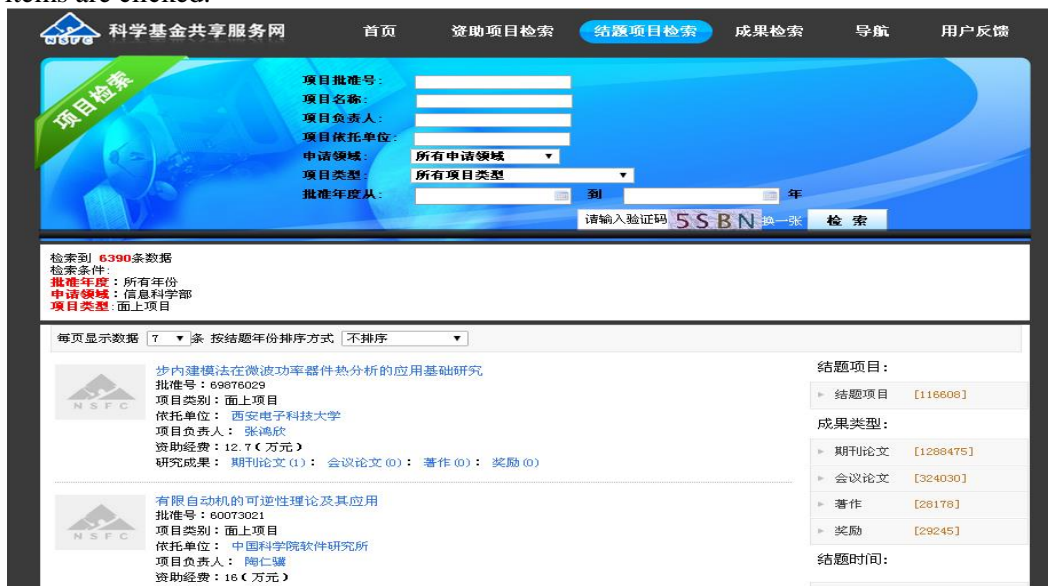 items are clicked.
NSFC 科学基金共享服务网 首页 资助项目检索 结题项目检索 成果检索 导航 用户反馈
项目检索
项目批准号:
项目名称:
项目负责人:
项目依托单位:
申请领域: 所有申请领域
项目类型: 所有项目类型
批准年度从: 到 年
请输入验证码 5SBN 换一张 检 索
检索到 6390条数据
检索条件:
批准年度：所有年份
申请领域：信息科学部
项目类型:面上项目
每页显示数据 7 条 按结题年份排序方式 不排序
步内建模法在微波功率器件热分析的应用基础研究
批准号：69876029
项目类别：面上项目
依托单位： 西安电子科技大学
项目负责人： 张鸿欣
资助经费：12.7(万元)
研究成果： 期刊论文(1)： 会议论文(0)： 著作(0)： 奖励(0)
NSFC
有限自动机的可逆性理论及其应用
批准号：60073021
项目类别：面上项目
依托单位： 中国科学院软件研究所
项目负责人： 陶仁骥
资助经费：16(万元)
NSFC
结题项目:
结题项目 [116608]
成果类型:
期刊论文 [1288475]
会议论文 [324030]
著作 [28178]
奖励 [29245]
结题时间: